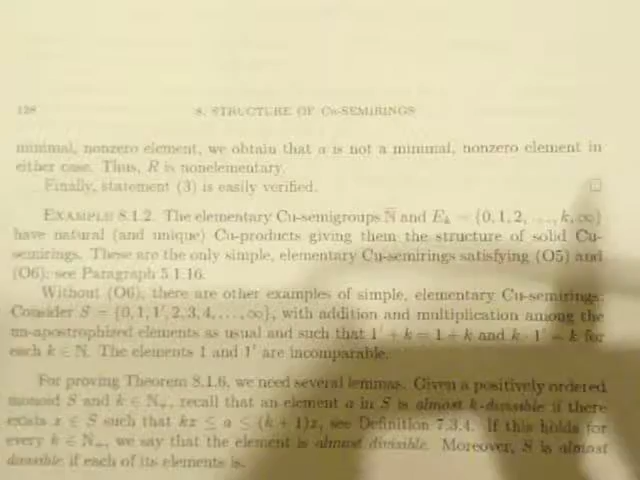 128
8. STRUCTURE OF Cu-SEMIRINGS
minimal, nonzero element, we obtain that a is not a minimal, nonzero element in
either case. Thus, R is nonelementary.
Finally, statement (3) is easily verified. □
EXAMPLE 8.1.2. The elementary Cu-semigroups N̅ and Eₖ = {0, 1, 2, …, k, ∞}
have natural (and unique) Cu-products giving them the structure of solid Cu-
semirings. These are the only simple, elementary Cu-semirings satisfying (O5) and
(O6); see Paragraph 5.1.16.
Without (O6), there are other examples of simple, elementary Cu-semirings:
Consider S = {0, 1, 1′, 2, 3, 4, …, ∞}, with addition and multiplication among the
un-apostrophized elements as usual and such that 1′ + k = 1 + k and k · 1′ = k for
each k ∈ N. The elements 1 and 1′ are incomparable.
For proving Theorem 8.1.6, we need several lemmas. Given a positively ordered
monoid S and k ∈ N₊, recall that an element a in S is almost k-divisible if there
exists x ∈ S such that kx ≤ a ≤ (k + 1)x, see Definition 7.3.4. If this holds for
every k ∈ N₊, we say that the element is almost divisible. Moreover, S is almost
divisible if each of its elements is.